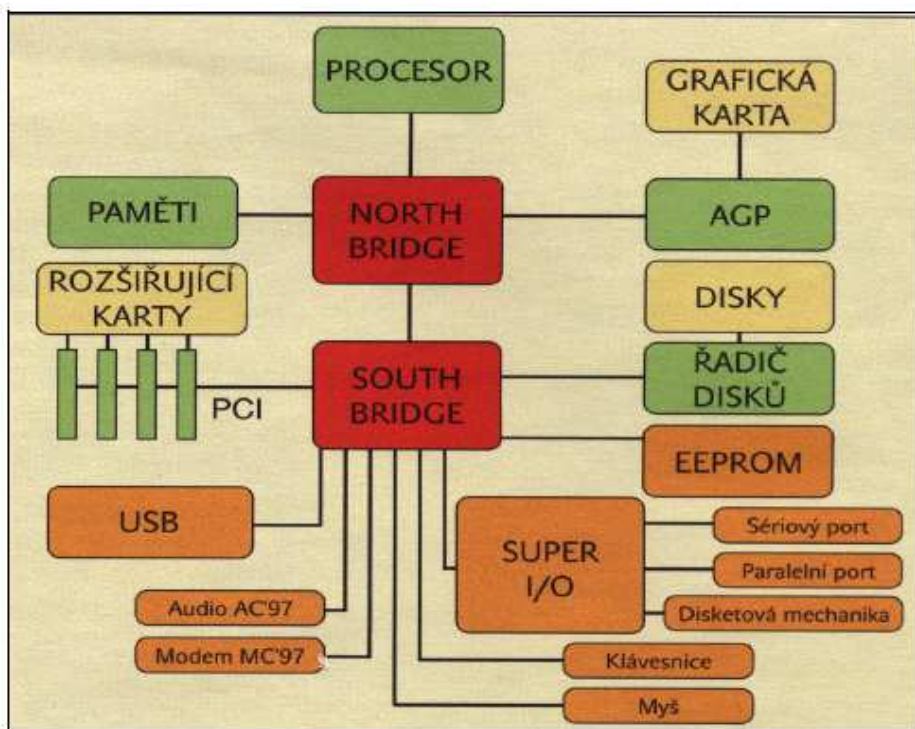 PROCESOR
GRAFICKÁ
KARTA
PAMĚTI
NORTH
BRIDGE
AGP
ROZŠIŘUJÍCÍ
KARTY
DISKY
PCI
SOUTH
BRIDGE
ŘADIČ
DISKŮ
EEPROM
USB
SUPER
I/O
Sériový port
Paralelní port
Disketová mechanika
Audio AC'97
Modem MC'97
Klávesnice
Myš